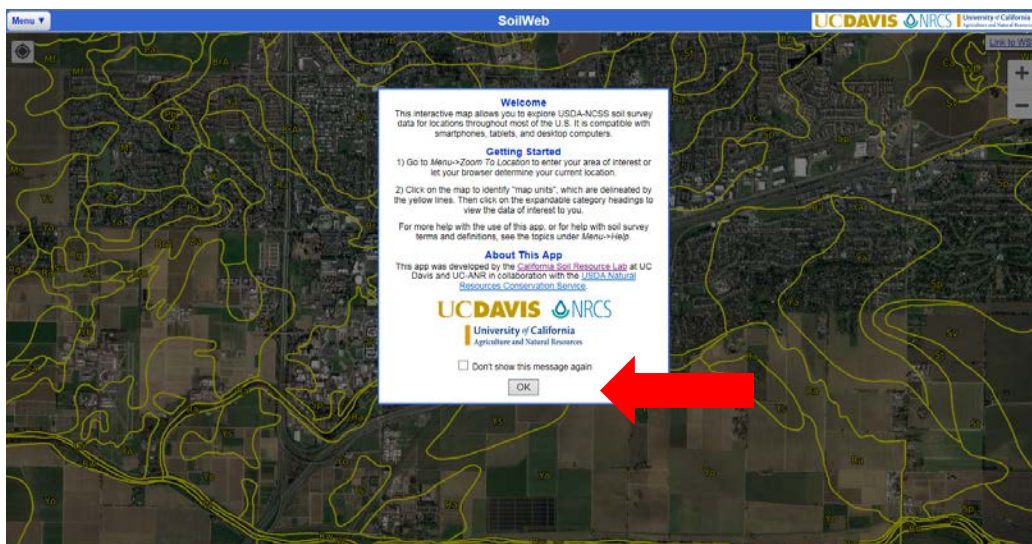 Menu ▼
SoilWeb
UCDAVIS NRCS University of California
Agriculture and Natural Resources
Link to
Welcome
This interactive map allows you to explore USDA-NCSS soil survey
data for locations throughout most of the U.S. It is compatible with
smartphones, tablets, and desktop computers.
Getting Started
1) Go to Menu->Zoom To Location to enter your area of interest or
let your browser determine your current location.
2) Click on the map to identify "map units", which are delineated by
the yellow lines. Then click on the expandable category headings to
view the data of interest to you.
For more help with the use of this app, or for help with soil survey
terms and definitions, see the topics under Menu->Help.
About This App
This app was developed by the California Soil Resource Lab at UC
Davis and UC-ANR in collaboration with the USDA Natural
Resources Conservation Service.
UCDAVIS NRCS
University of California
Agriculture and Natural Resources
Don't show this message again
OK